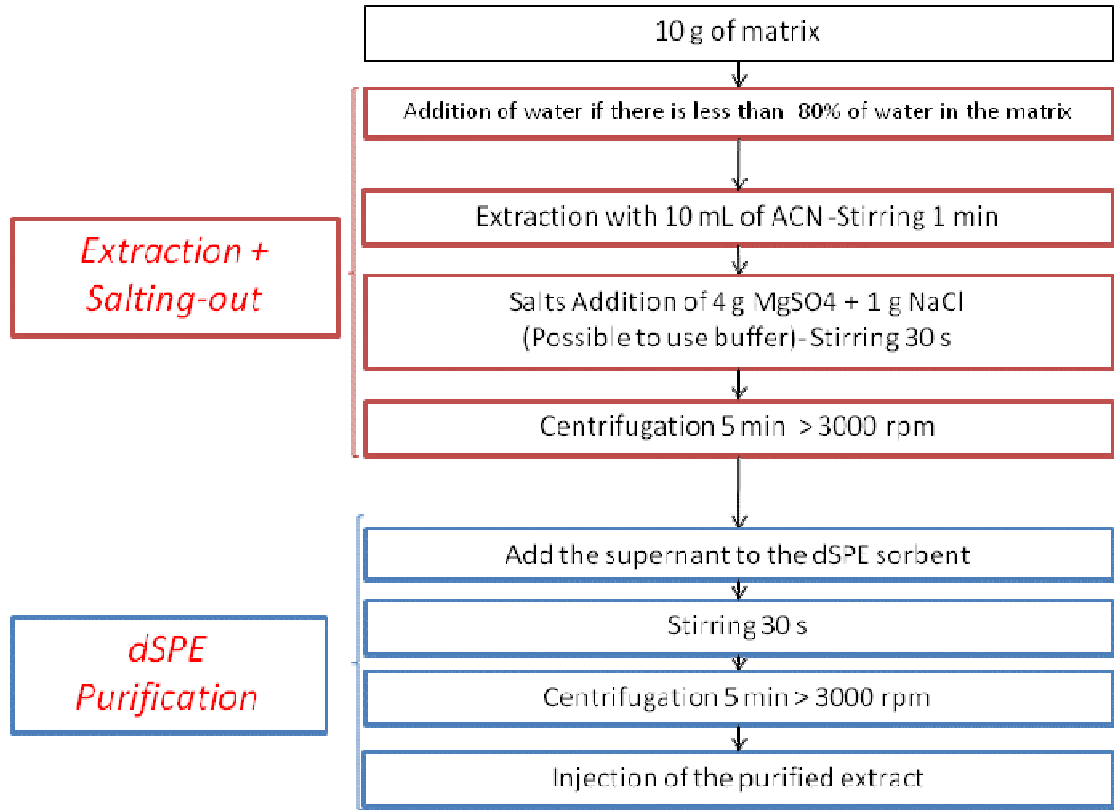 10 g of matrix
Addition of water if there is less than 80% of water in the matrix
Extraction with 10 mL of ACN -Stirring 1 min
Extraction +
Salting-out
Salts Addition of 4 g MgSO4 + 1 g NaCl
(Possible to use buffer)- Stirring 30 s
Centrifugation 5 min > 3000 rpm
Add the supernant to the dSPE sorbent
Stirring 30 s
dSPE
Purification
Centrifugation 5 min > 3000 rpm
Injection of the purified extract